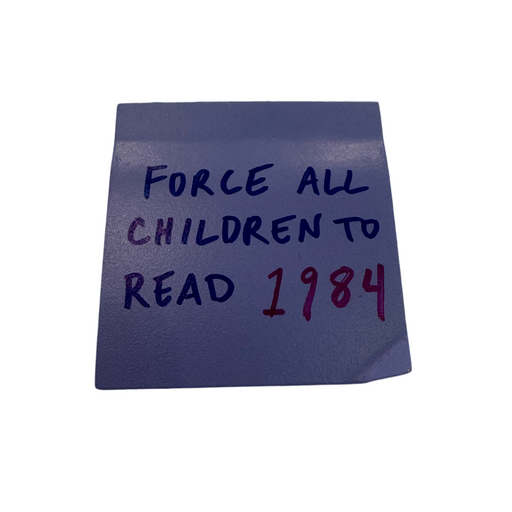 FORCE ALL
CHILDREN TO
READ 1984